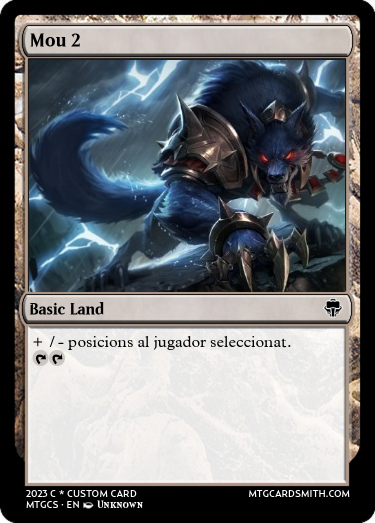 Mou 2
Basic Land
+ / - posicions al jugador seleccionat.
2023 C * CUSTOM CARD
MTGCARDSMITH.COM
MTGCS · EN Unknown